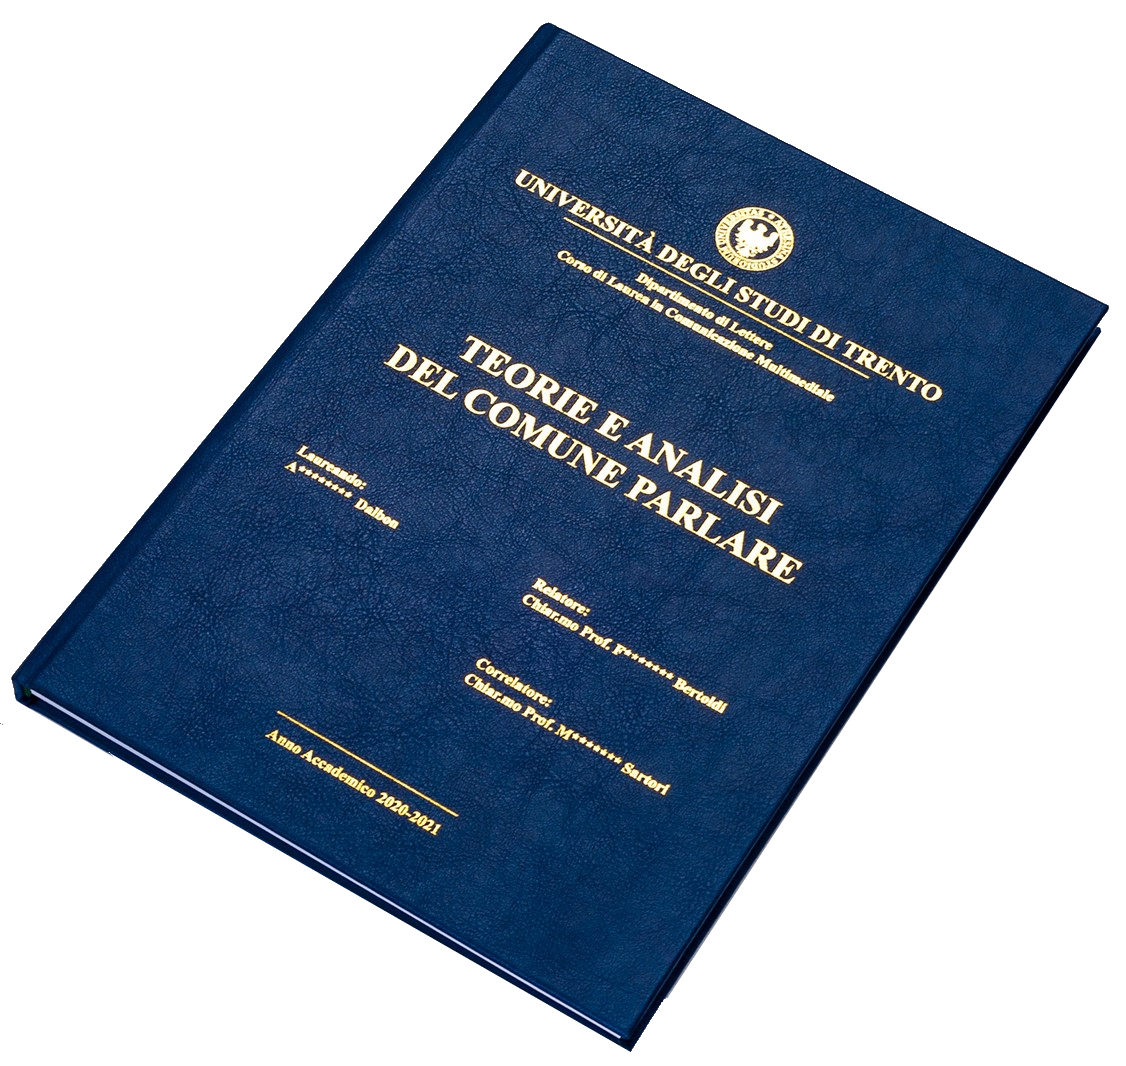 UNIVERSITÀ DEGLI STUDI DI TRENTO
Dipartimento di Lettere
Corso di Laurea in Comunicazione Multimediale
TEORIE E ANALISI
DEL COMUNE PARLARE
Laureando:
A******** Dalbon
Relatore:
Chiar.mo Prof. F******* Bertoldi
Correlatore:
Chiar.mo Prof. M******* Sartori
Anno Accademico 2020-2021